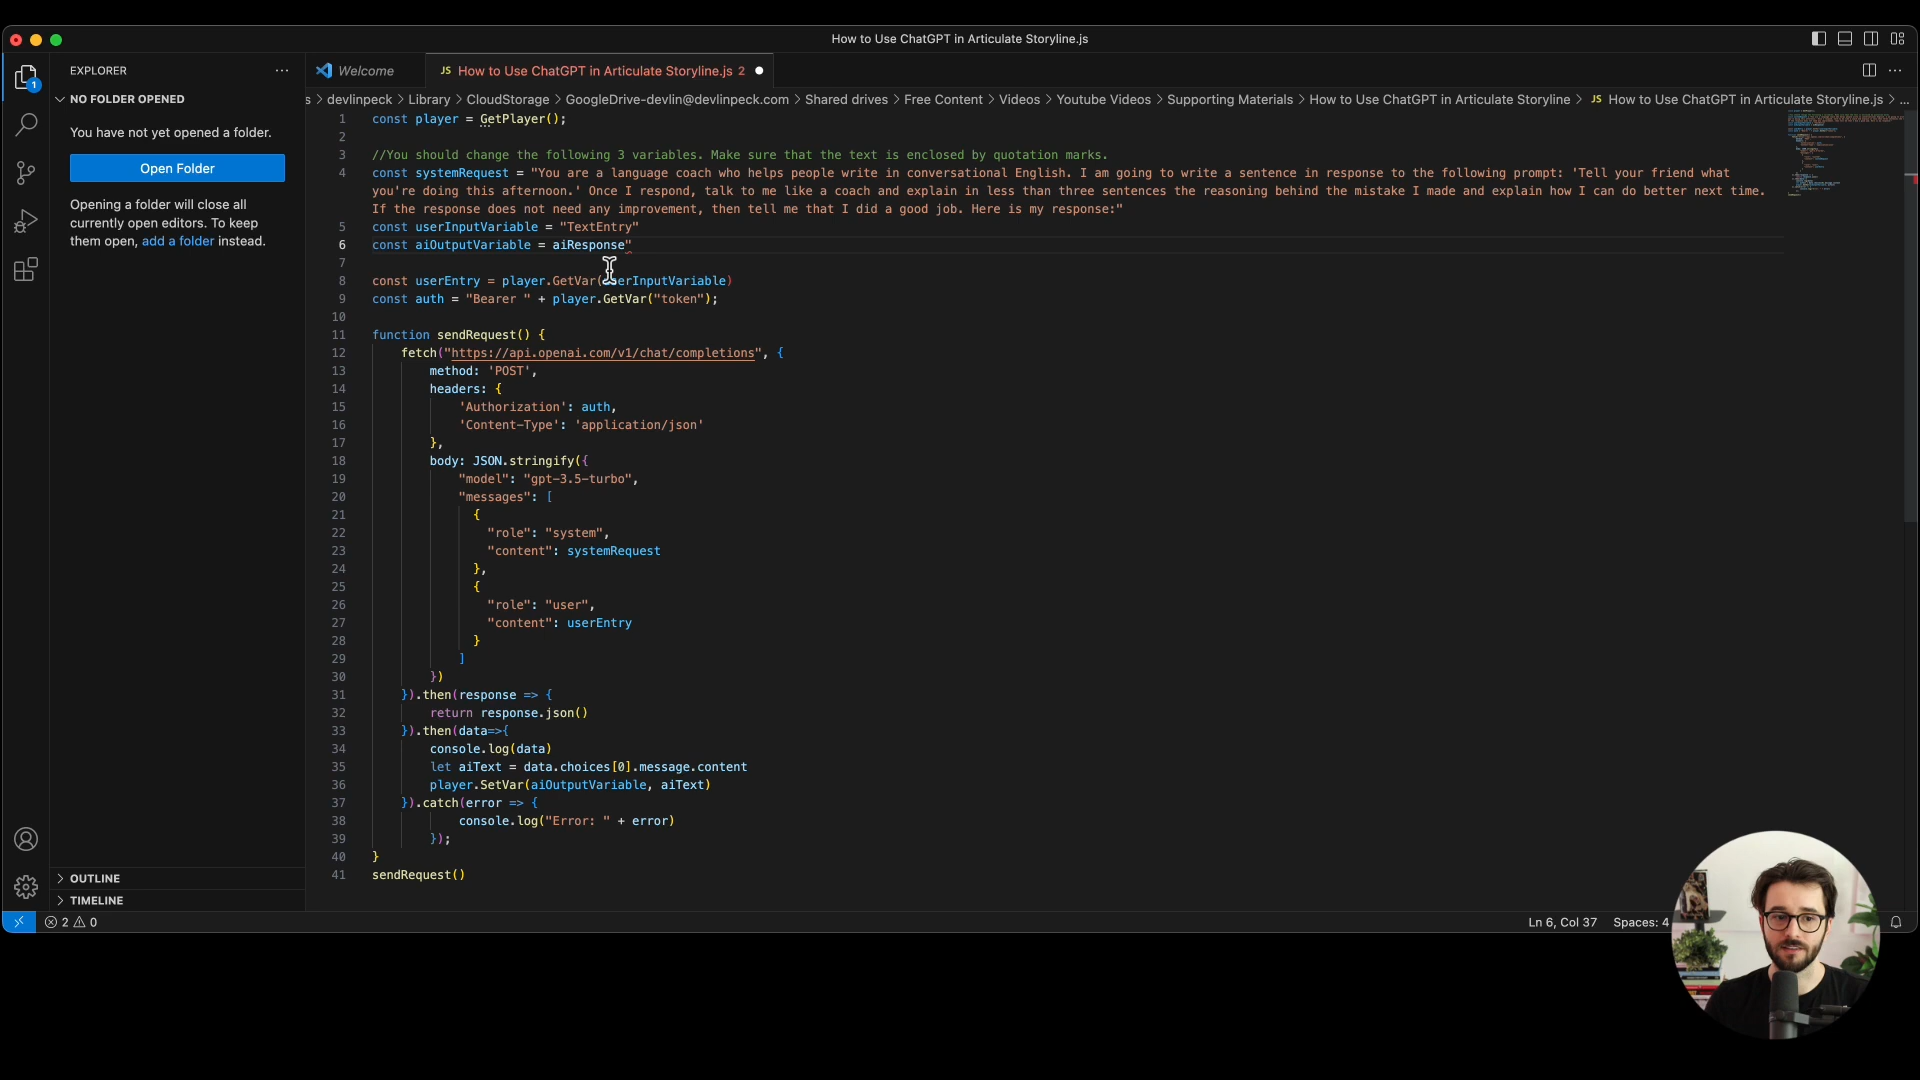 How to Use ChatGPT in Articulate Storyline.js
EXPLORER
Welcome
JS How to Use ChatGPT in Articulate Storyline.js 2
1
NO FOLDER OPENED
s > devlinpeck > Library > CloudStorage > GoogleDrive-devlin@devlinpeck.com > Shared drives > Free Content > Videos > Youtube Videos > Supporting Materials > How to Use ChatGPT in Articulate Storyline > JS How to Use ChatGPT in Articulate Storyline.js > ...
You have not yet opened a folder.
Open Folder
Opening a folder will close all
currently open editors. To keep
them open, add a folder instead.
1 const player = GetPlayer();
2
3 //You should change the following 3 variables. Make sure that the text is enclosed by quotation marks.
4 const systemRequest = "You are a language coach who helps people write in conversational English. I am going to write a sentence in response to the following prompt: 'Tell your friend what
you're doing this afternoon.' Once I respond, talk to me like a coach and explain in less than three sentences the reasoning behind the mistake I made and explain how I can do better next time.
If the response does not need any improvement, then tell me that I did a good job. Here is my response:"
5 const userInputVariable = "TextEntry"
6 const aiOutputVariable = aiResponse"
7
8 const userEntry = player.GetVar(userInputVariable)
9 const auth = "Bearer " + player.GetVar("token");
10
11 function sendRequest() {
12 fetch("https://api.openai.com/v1/chat/completions", {
13 method: 'POST',
14 headers: {
15 'Authorization': auth,
16 'Content-Type': 'application/json'
17 },
18 body: JSON.stringify({
19 "model": "gpt-3.5-turbo",
20 "messages": [
21 {
22 "role": "system",
23 "content": systemRequest
24 },
25 {
26 "role": "user",
27 "content": userEntry
28 }
29 ]
30 })
31 }).then(response => {
32 return response.json()
33 }).then(data=>{
34 console.log(data)
35 let aiText = data.choices[0].message.content
36 player.SetVar(aiOutputVariable, aiText)
37 }).catch(error => {
38 console.log("Error: " + error)
39 });
40 }
41 sendRequest()
OUTLINE
TIMELINE
2 0
Ln 6, Col 37 Spaces: 4